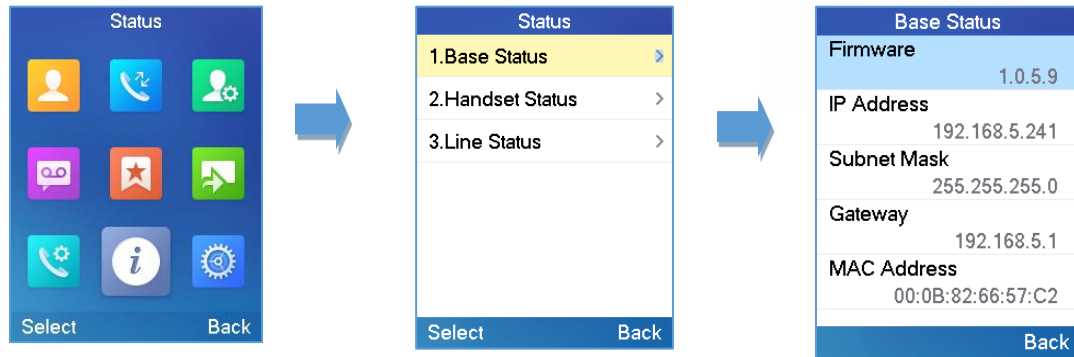 Status
Select Back
Status
1.Base Status
2.Handset Status
3.Line Status
Select Back
Base Status
Firmware
1.0.5.9
IP Address
192.168.5.241
Subnet Mask
255.255.255.0
Gateway
192.168.5.1
MAC Address
00:0B:82:66:57:C2
Back